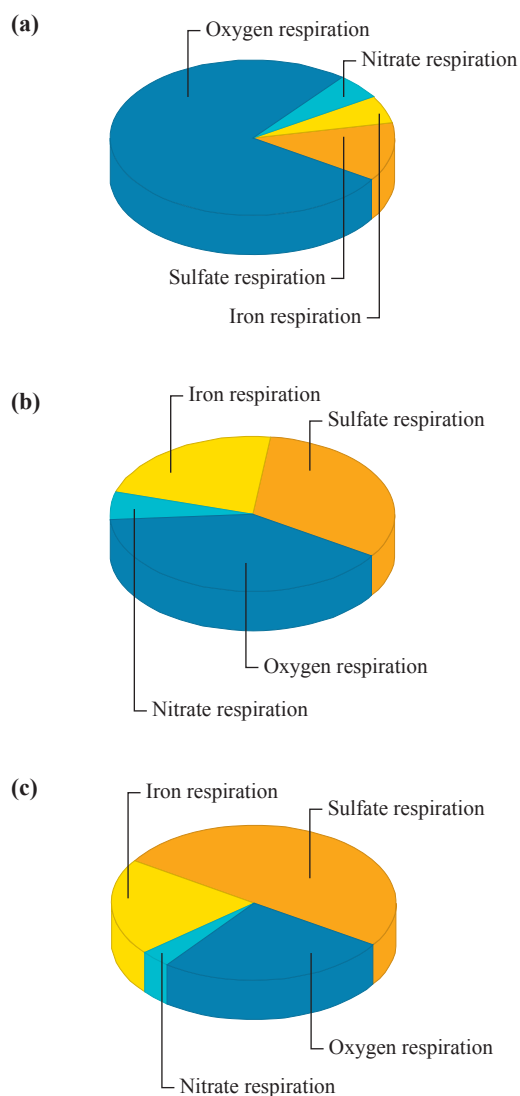 (a)
Oxygen respiration
Nitrate respiration
Sulfate respiration
Iron respiration
(b)
Iron respiration
Sulfate respiration
Oxygen respiration
Nitrate respiration
(c)
Iron respiration
Sulfate respiration
Oxygen respiration
Nitrate respiration